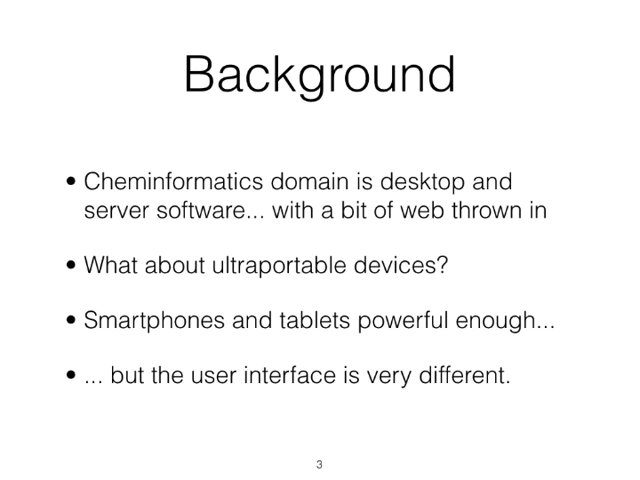 Background
• Cheminformatics domain is desktop and
server software... with a bit of web thrown in
• What about ultraportable devices?
• Smartphones and tablets powerful enough...
• ... but the user interface is very different.
3